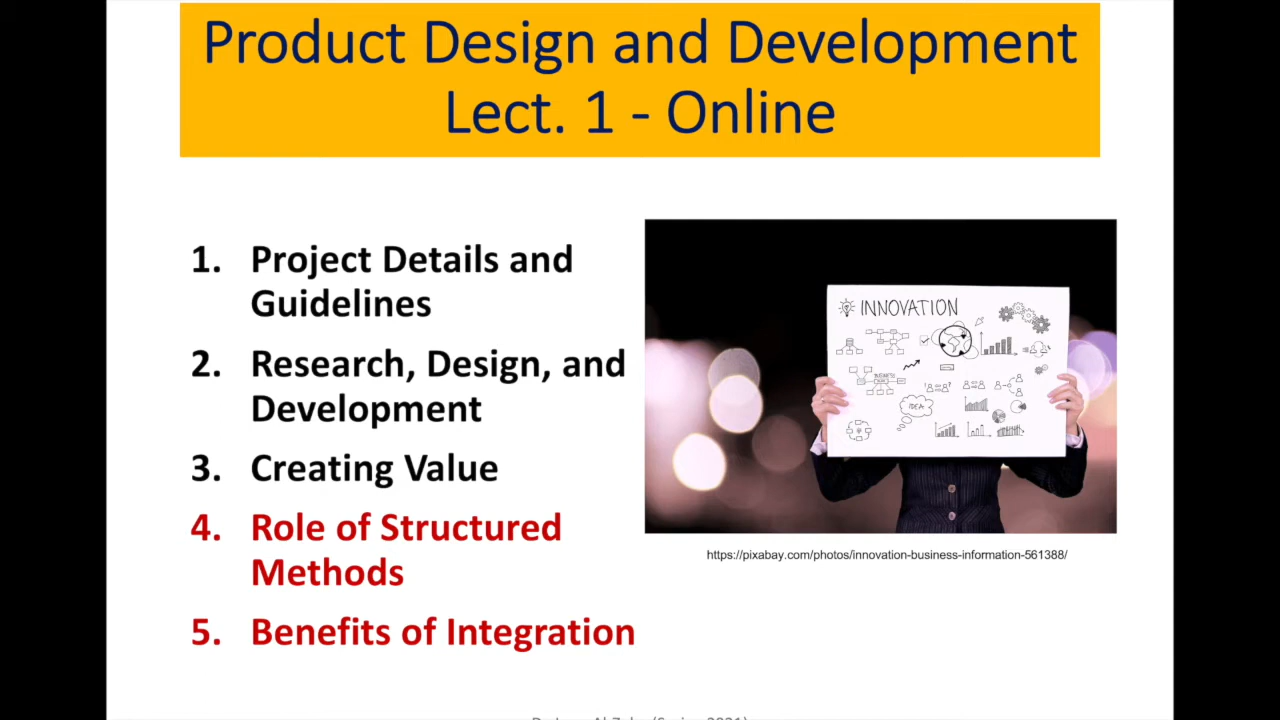 Product Design and Development
Lect. 1 - Online
1. Project Details and
Guidelines
2. Research, Design, and
Development
3. Creating Value
4. Role of Structured
Methods
5. Benefits of Integration
INNOVATION
BUSINESS
IDEA
https://pixabay.com/photos/innovation-business-information-561388/